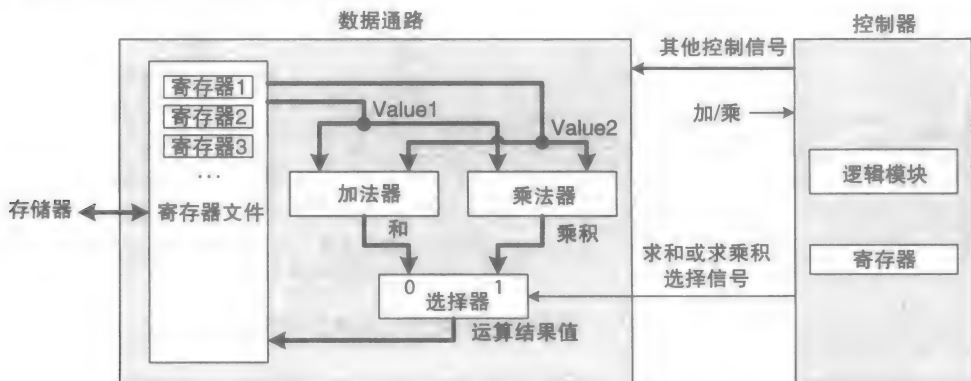 数据通路
控制器
寄存器1
寄存器2
寄存器3
...
寄存器文件
存储器
Value1
Value2
加法器
乘法器
和
乘积
0
1
选择器
运算结果值
其他控制信号
加/乘
逻辑模块
寄存器
求和或求乘积
选择信号